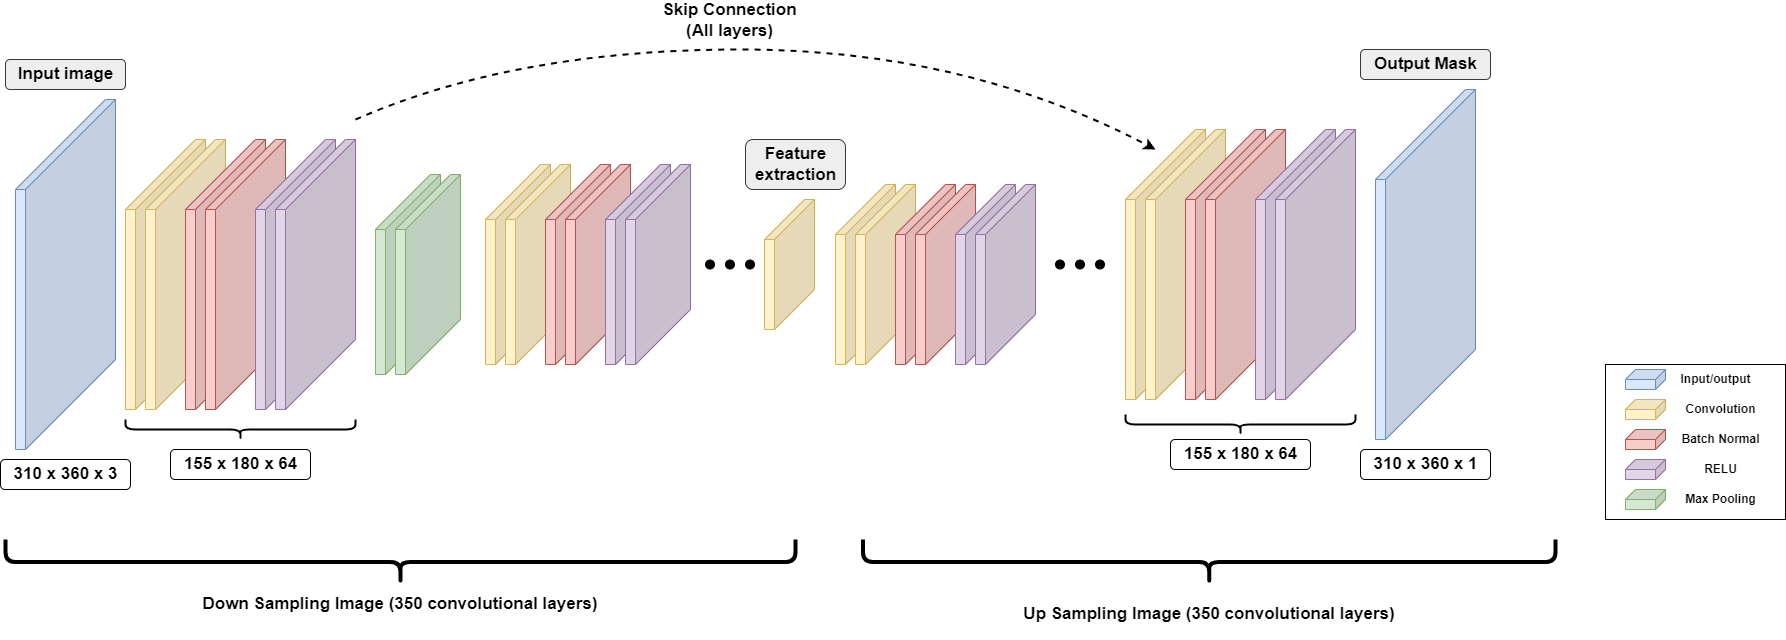 Skip Connection
(All layers)
Input image
Output Mask
Feature
extraction
310 x 360 x 3
155 x 180 x 64
155 x 180 x 64
310 x 360 x 1
Input/output
Convolution
Batch Normal
RELU
Max Pooling
Down Sampling Image (350 convolutional layers)
Up Sampling Image (350 convolutional layers)